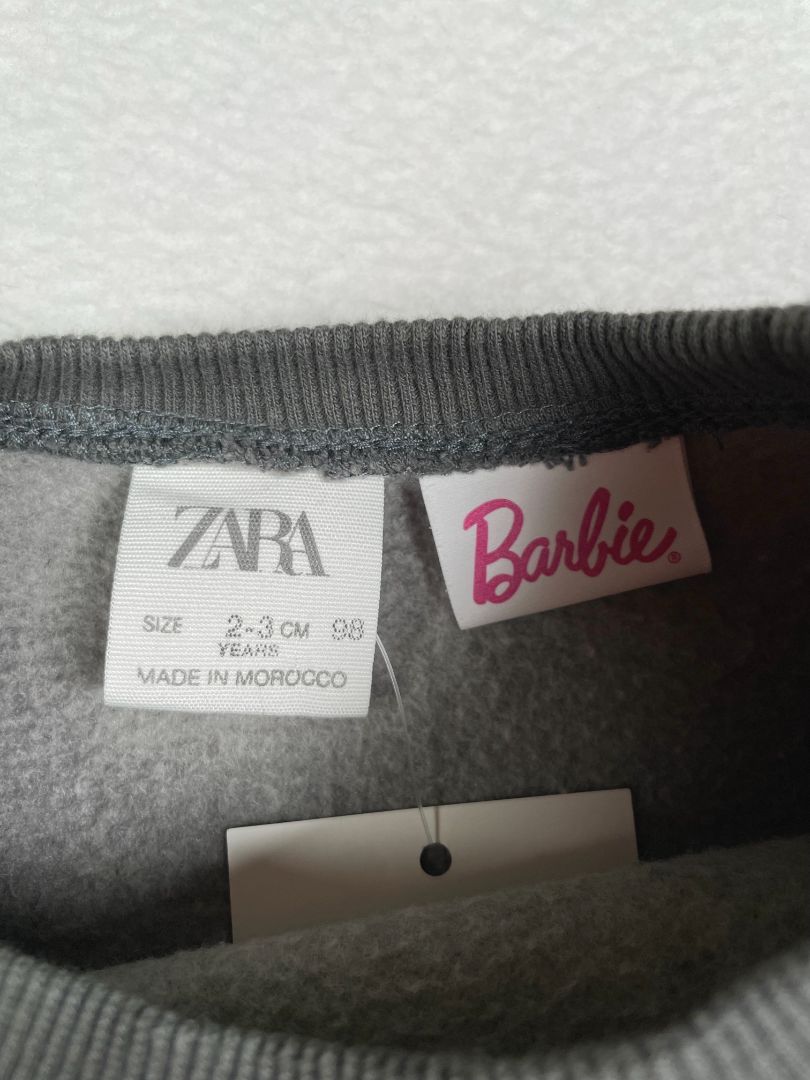 ZARA
SIZE 2-3 CM 98
YEARS
MADE IN MOROCCO
Barbie®